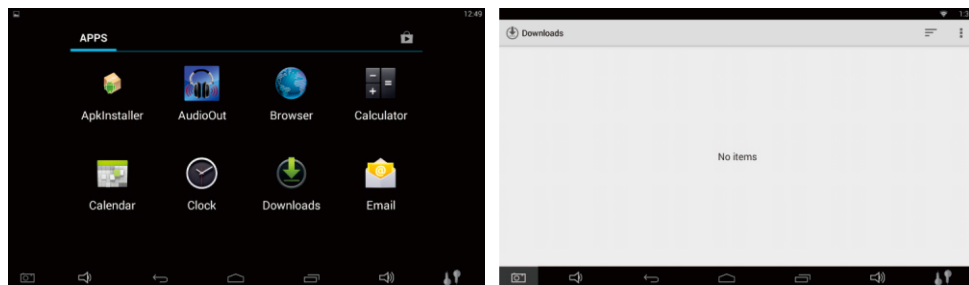 12:49
APPS
ApkInstaller
AudioOut
Browser
Calculator
Calendar
Clock
Downloads
Email
Downloads
No items